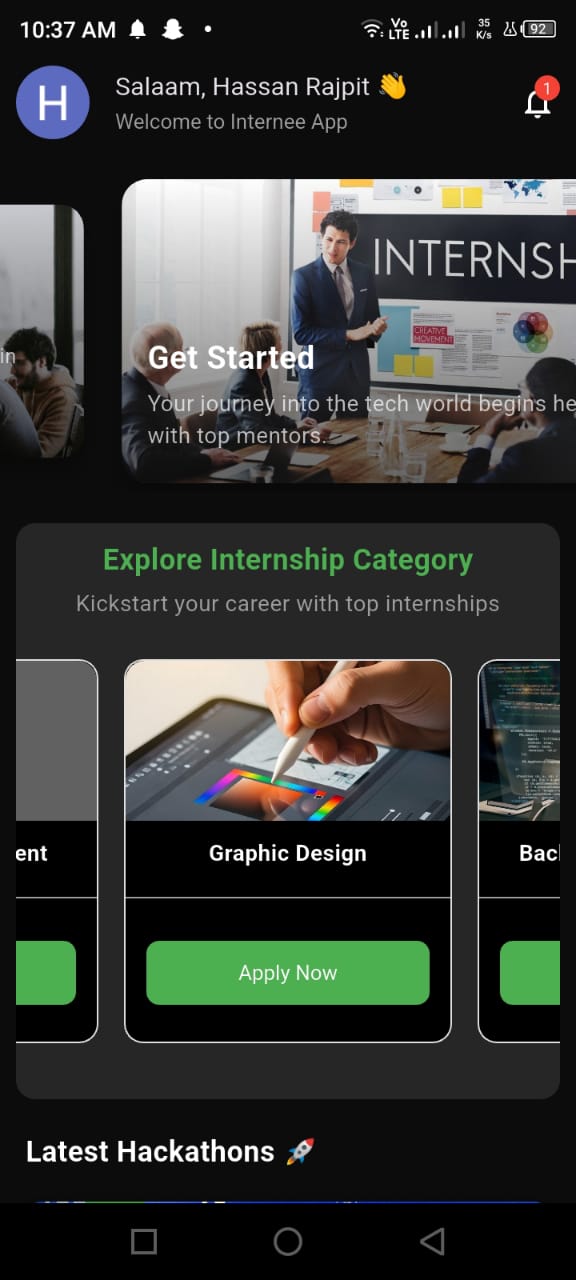 10:37 AM
Vo
LTE
35
K/s
92
H
Salaam, Hassan Rajpit 👋
Welcome to Internee App
1
INTERNSH
CREATIVE
MOVEMENT
in
Get Started
Your journey into the tech world begins he
with top mentors.
Explore Internship Category
Kickstart your career with top internships
ent
Graphic Design
Bac
Apply Now
Latest Hackathons 🚀